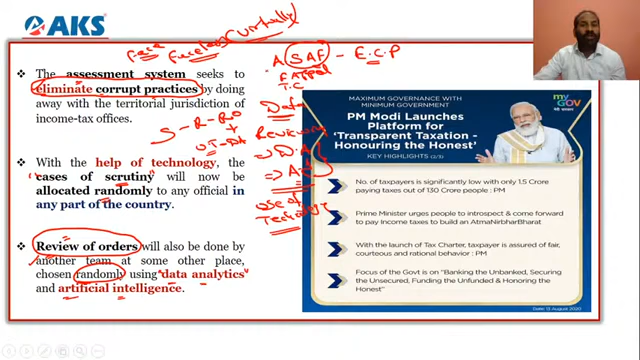 AKS
The assessment system seeks to
eliminate corrupt practices by doing
away with the territorial jurisdiction of
income-tax offices.
With the help of technology, the
"cases of scrutiny" will now be
allocated randomly to any official in
any part of the country.
Review of orders will also be done by
another team at some other place,
chosen randomly using "data analytics"
and artificial intelligence.
Faceless
A SAF - E.C.P
T.C
Data
Reviewing
⇒ D.A
⇒ A.I
Use of
Technology
MAXIMUM GOVERNANCE WITH
MINIMUM GOVERNMENT
myGOV
PM Modi Launches
Platform for
'Transparent Taxation -
Honouring the Honest'
KEY HIGHLIGHTS (2/3)
No. of taxpayers is significantly low with only 1.5 Crore
paying taxes out of 130 Crore people : PM
Prime Minister urges people to introspect & come forward
to pay Income taxes to build an AtmaNirbharBharat
With the launch of Tax Charter, taxpayer is assured of fair,
courteous and rational behavior : PM
Focus of the Govt is on "Banking the Unbanked, Securing
the Unsecured, Funding the Unfunded & Honoring the
Honest"
Date: 13 August 2020